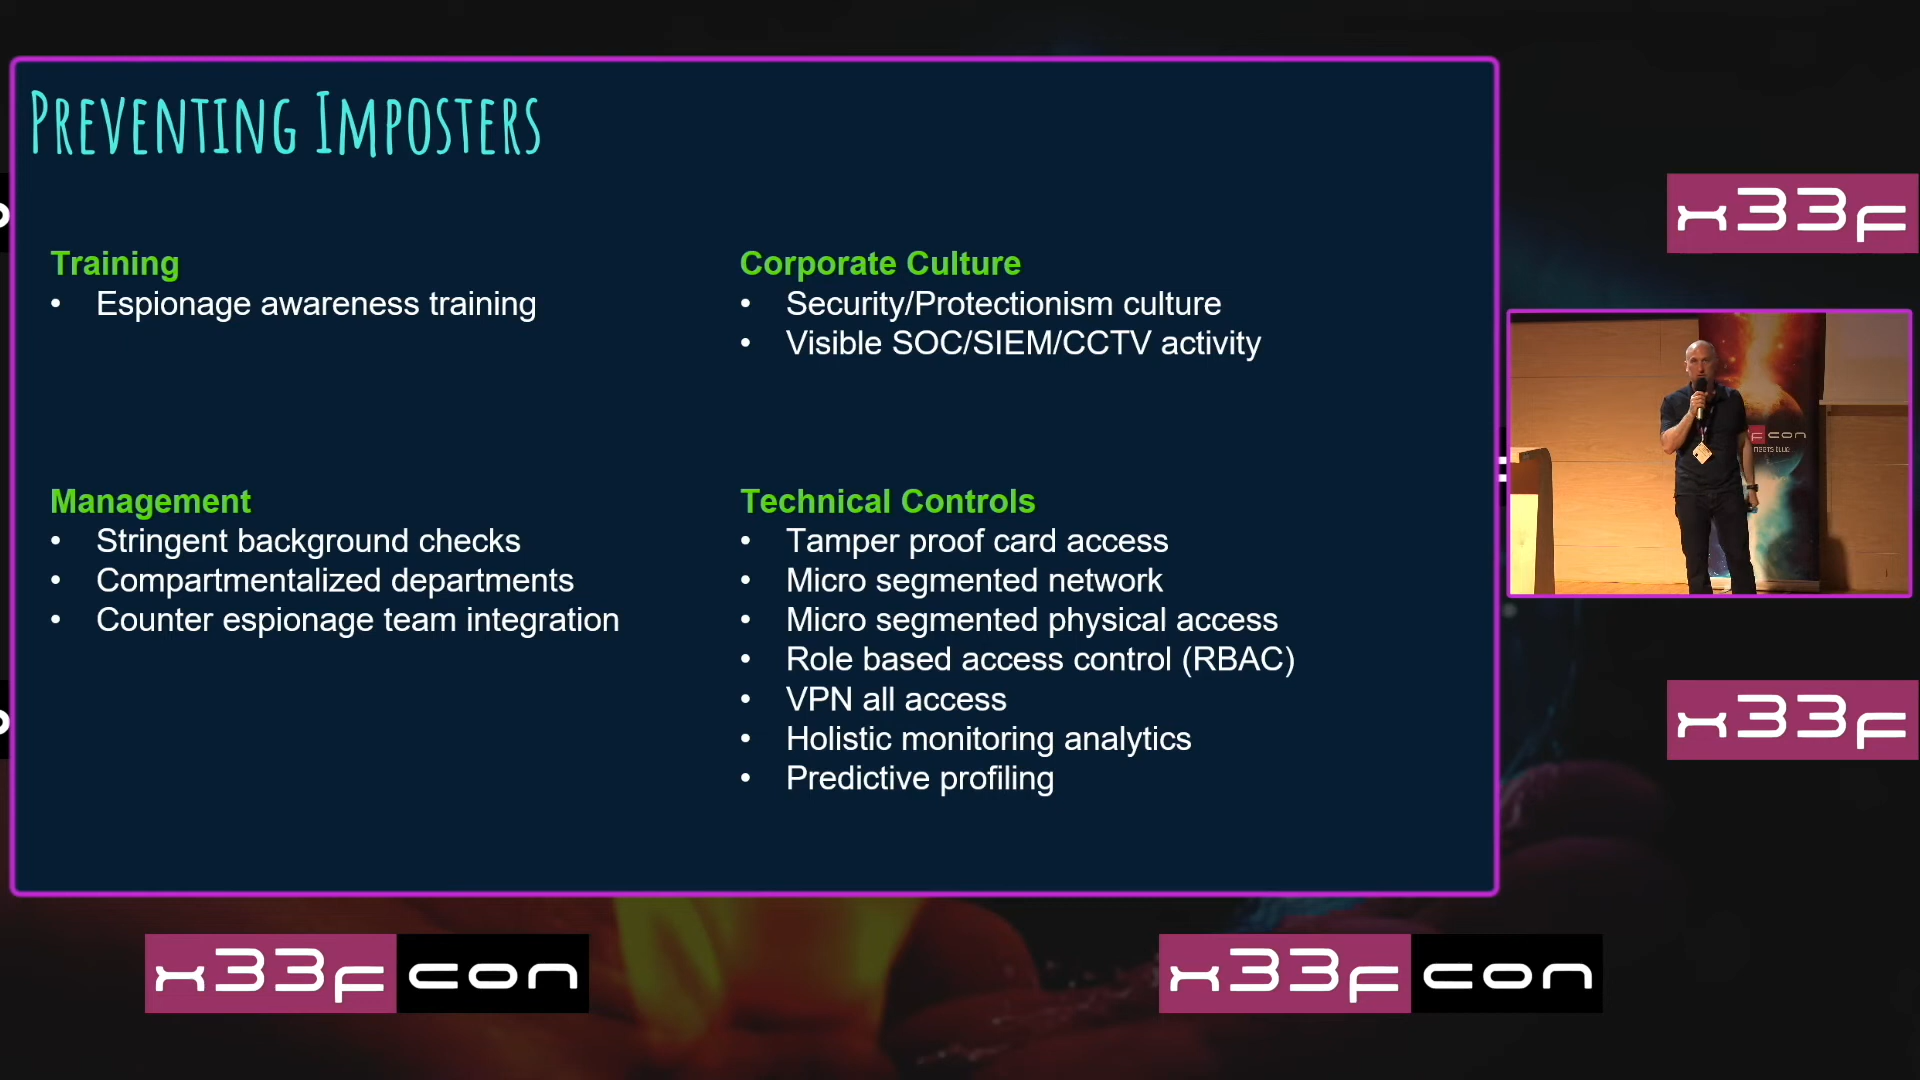 Preventing Imposters
Training
• Espionage awareness training
Corporate Culture
• Security/Protectionism culture
• Visible SOC/SIEM/CCTV activity
Management
• Stringent background checks
• Compartmentalized departments
• Counter espionage team integration
Technical Controls
• Tamper proof card access
• Micro segmented network
• Micro segmented physical access
• Role based access control (RBAC)
• VPN all access
• Holistic monitoring analytics
• Predictive profiling
x33f
f con
x33f
x33fcon
x33fcon